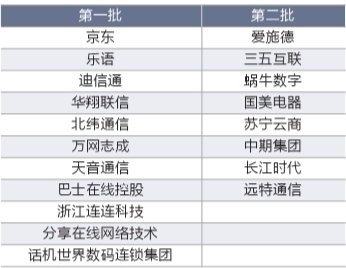 第一批 第二批
京东 爱施德
乐语 三五互联
迪信通 蜗牛数字
华翔联信 国美电器
北纬通信 苏宁云商
万网志成 中期集团
天音通信 长江时代
巴士在线控股 远特通信
浙江连连科技
分享在线网络技术
话机世界数码连锁集团